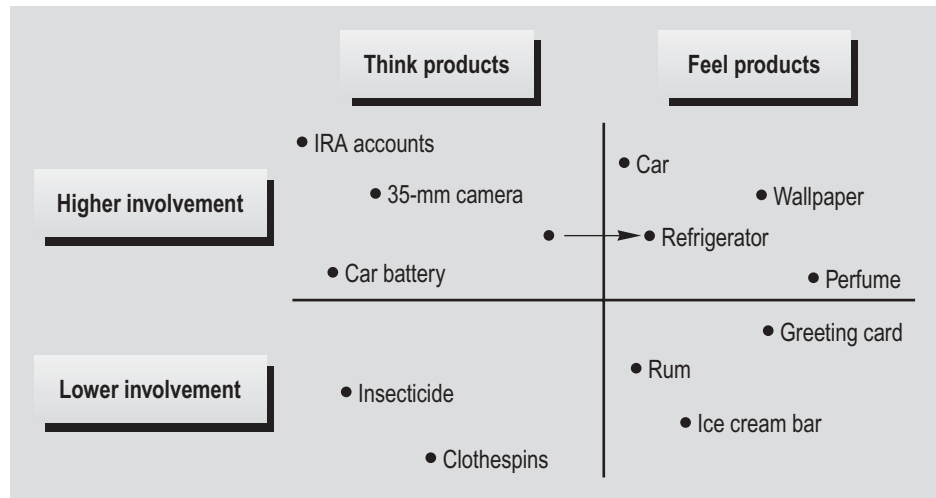 Think products
Feel products
IRA accounts
Car
35-mm camera
Wallpaper
Higher involvement
Refrigerator
Car battery
Perfume
Greeting card
Rum
Lower involvement
Insecticide
Ice cream bar
Clothespins